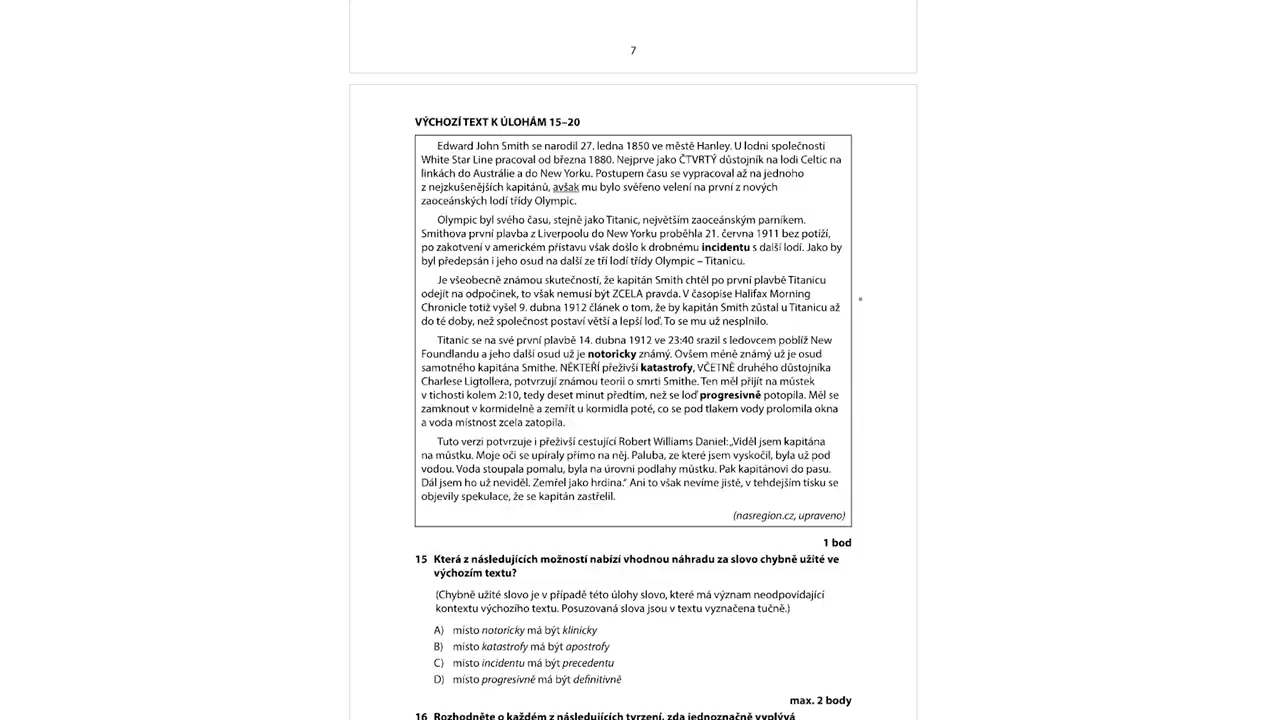 7
VÝCHOZÍ TEXT K ÚLOHÁM 15–20
Edward John Smith se narodil 27. ledna 1850 ve městě Hanley. U lodní společnosti
White Star Line pracoval od března 1880. Nejprve jako ČTVRTÝ důstojník na lodi Celtic na
linkách do Austrálie a do New Yorku. Postupem času se vypracoval až na jednoho
z nejzkušenějších kapitánů, avšak mu bylo svěřeno velení na první z nových
zaoceánských lodí třídy Olympic.
Olympic byl svého času, stejně jako Titanic, největším zaoceánským parníkem.
Smithova první plavba z Liverpoolu do New Yorku proběhla 21. června 1911 bez potíží,
po zakotvení v americkém přístavu však došlo k drobnému incidentu s další lodí. Jako by
byl předepsán i jeho osud na další ze tří lodí třídy Olympic – Titanicu.
Je všeobecně známou skutečností, že kapitán Smith chtěl po první plavbě Titanicu
odejít na odpočinek, to však nemusí být ZCELA pravda. V časopise Halifax Morning
Chronicle totiž vyšel 9. dubna 1912 článek o tom, že by kapitán Smith zůstal u Titanicu až
do té doby, než společnost postaví větší a lepší loď. To se mu už nesplnilo.
Titanic se na své první plavbě 14. dubna 1912 ve 23:40 srazil s ledovcem poblíž New
Foundlandu a jeho další osud už je notoricky známý. Ovšem méně známý už je osud
samotného kapitána Smithe. NĚKTEŘÍ přeživší katastrofy, VČETNĚ druhého důstojníka
Charlese Ligtollera, potvrzují známou teorii o smrti Smithe. Ten měl přijít na můstek
v tichosti kolem 2:10, tedy deset minut předtím, než se loď progresivně potopila. Měl se
zamknout v kormidelně a zemřít u kormidla poté, co se pod tlakem vody prolomila okna
a voda místnost zcela zatopila.
Tuto verzi potvrzuje i přeživší cestující Robert Williams Daniel: „Viděl jsem kapitána
na můstku. Moje oči se upíraly přímo na něj. Paluba, ze které jsem vyskočil, byla už pod
vodou. Voda stoupala pomalu, byla na úrovni podlahy můstku. Pak kapitánovi do pasu.
Dál jsem ho už neviděl. Zemřel jako hrdina.“ Ani to však nevíme jistě, v tehdejším tisku se
objevily spekulace, že se kapitán zastřelil.
(nasregion.cz, upraveno)
1 bod
15 Která z následujících možností nabízí vhodnou náhradu za slovo chybně užité ve
výchozím textu?
(Chybně užité slovo je v případě této úlohy slovo, které má význam neodpovídající
kontextu výchozího textu. Posuzovaná slova jsou v textu vyznačena tučně.)
A) místo notoricky má být klinicky
B) místo katastrofy má být apostrofy
C) místo incidentu má být precedentu
D) místo progresivně má být definitivně
max. 2 body
16 Rozhodněte o každém z následujících tvrzení, zda jednoznačně vyplývá